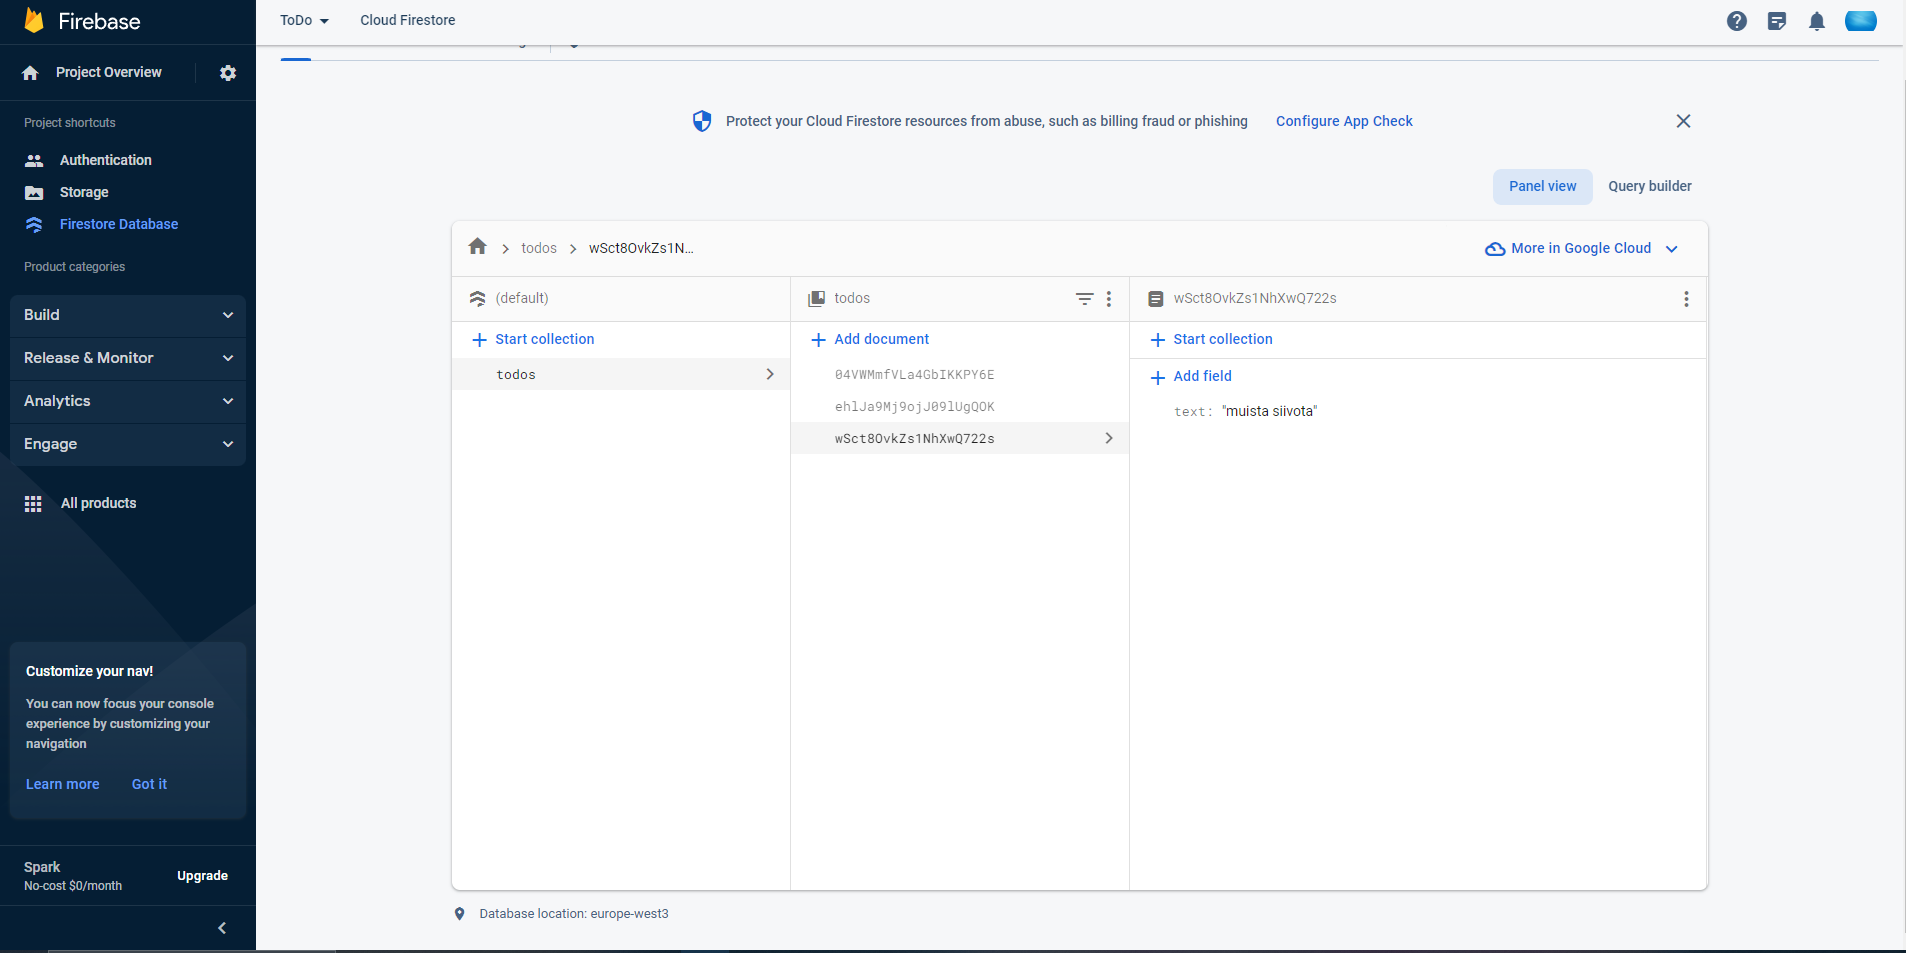 Firebase
ToDo
Cloud Firestore
Project Overview
Project shortcuts
Authentication
Storage
Firestore Database
Product categories
Build
Release & Monitor
Analytics
Engage
All products
Customize your nav!
You can now focus your console
experience by customizing your
navigation
Learn more Got it
Spark
No-cost $0/month
Upgrade
Protect your Cloud Firestore resources from abuse, such as billing fraud or phishing Configure App Check
Panel view Query builder
todos wSct8OvkZs1N...
More in Google Cloud
(default)
Start collection
todos
todos
Add document
04VWMmfVLa4GbIKKPY6E
ehlJa9Mj9ojJ09lUgQOK
wSct8OvkZs1NhXwQ722s
wSct8OvkZs1NhXwQ722s
Start collection
Add field
text: "muista siivota"
Database location: europe-west3